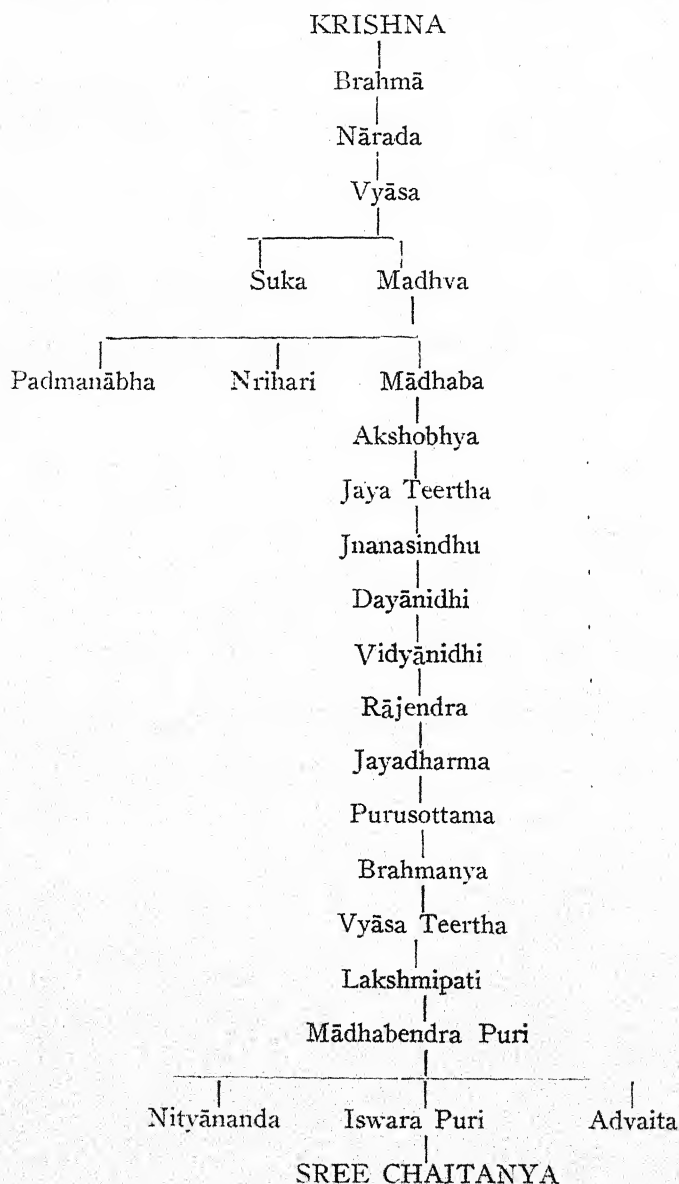 KRISHNA
Brahmā
Nārada
Vyāsa
Suka Madhva
Padmanābha Nrihari Mādhaba
Akshobhya
Jaya Teertha
Jnanasindhu
Dayānidhi
Vidyānidhi
Rājendra
Jayadharma
Purusottama
Brahmanya
Vyāsa Teertha
Lakshmipati
Mādhabendra Puri
Nityānanda Iswara Puri Advaita
SREE CHAITANYA